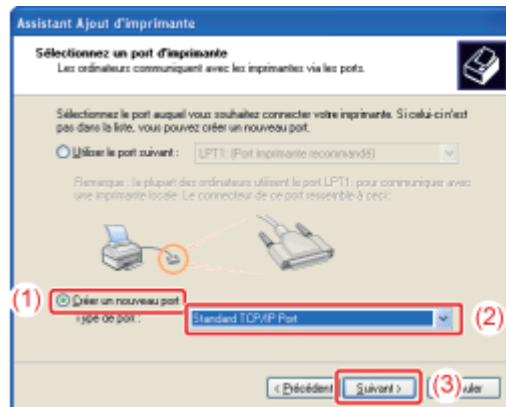 Assistant Ajout d'imprimante
Sélectionnez un port d'imprimante
Les ordinateurs communiquent avec les imprimantes via les ports.
Sélectionnez le port auquel vous souhaitez connecter votre imprimante. Si celui-ci n'est
pas dans la liste, vous pouvez créer un nouveau port.
Utiliser le port suivant :
LPT1: (Port imprimante recommandé)
Remarque : la plupart des ordinateurs utilisent le port LPT1: pour communiquer avec
une imprimante locale. Le connecteur de ce port ressemble à ceci:
(1)
Créer un nouveau port
Type de port :
Standard TCP/IP Port
(2)
< Précédent
Suivant >
(3)